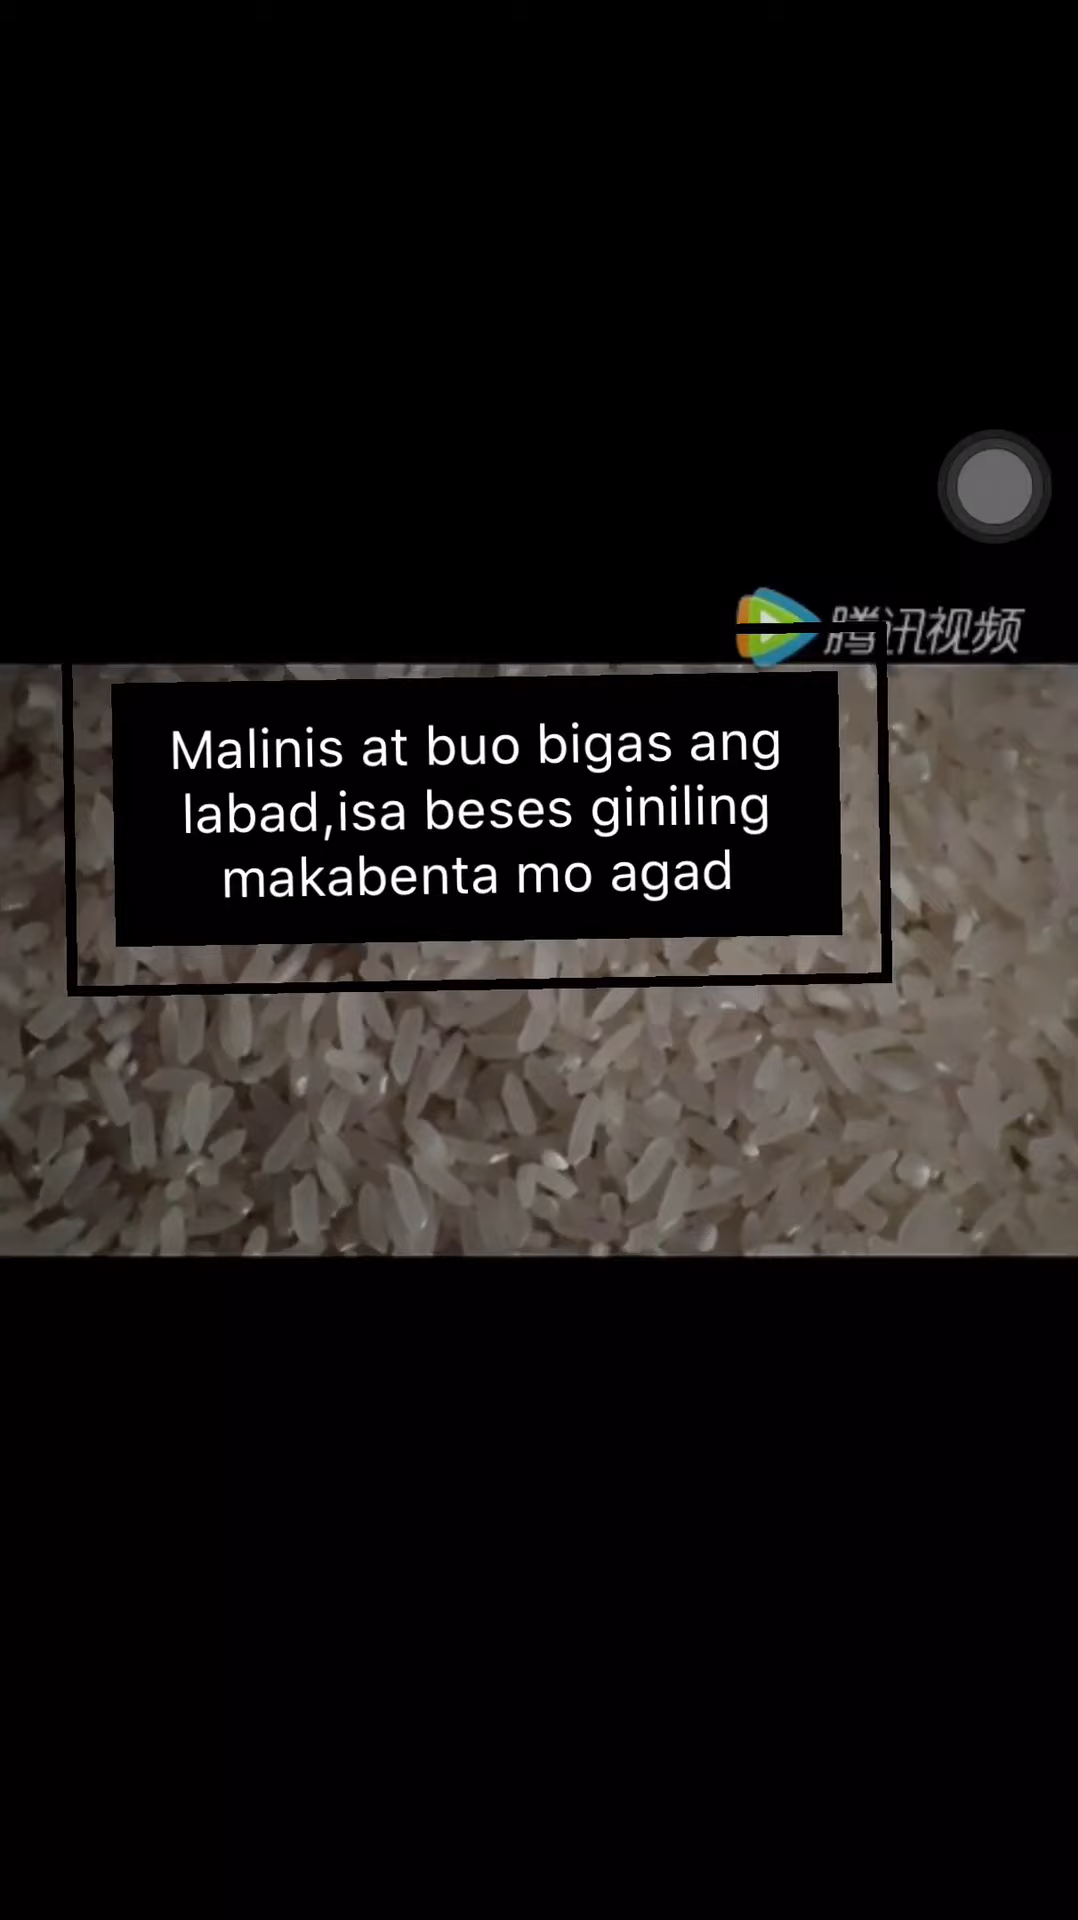 腾讯视频
Malinis at buo bigas ang
labad,isa beses giniling
makabenta mo agad